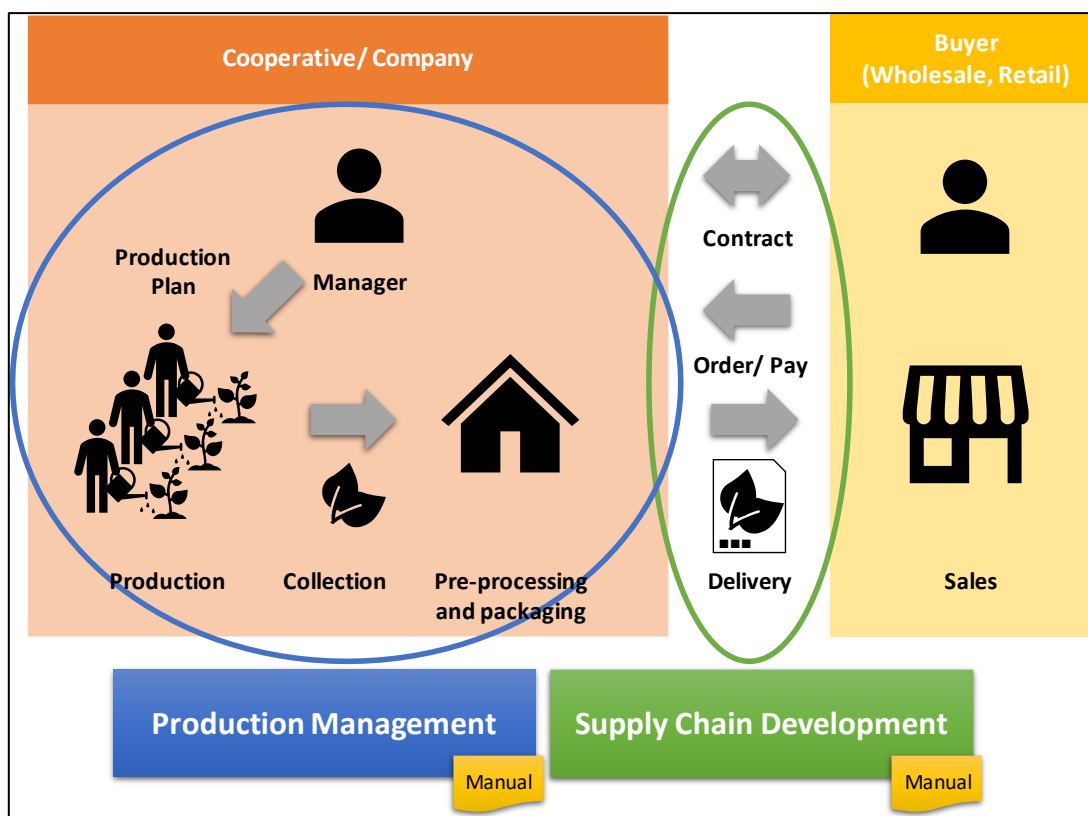 Cooperative/ Company
Buyer
(Wholesale, Retail)
Production
Plan
Manager
Contract
Order/ Pay
Production
Collection
Pre-processing
and packaging
Delivery
Sales
Production Management
Manual
Supply Chain Development
Manual